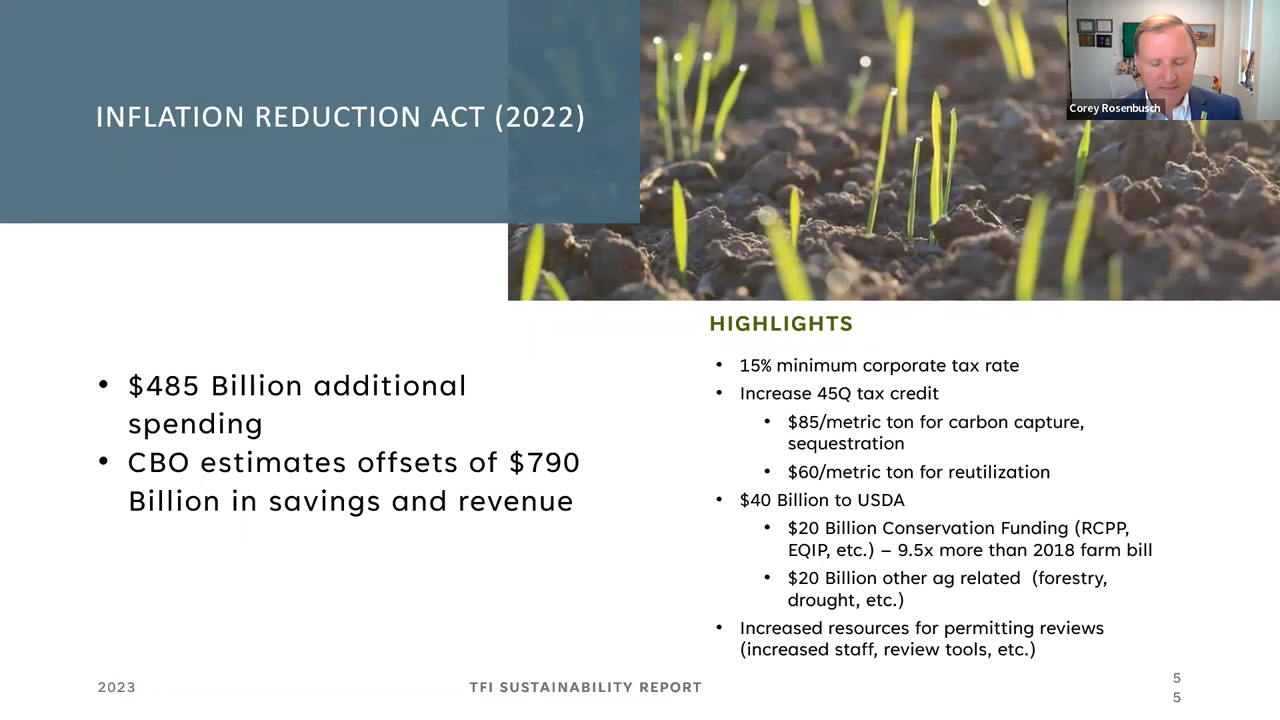 INFLATION REDUCTION ACT (2022)
Corey Rosenbusch
• $485 Billion additional
spending
• CBO estimates offsets of $790
Billion in savings and revenue
HIGHLIGHTS
• 15% minimum corporate tax rate
• Increase 45Q tax credit
• $85/metric ton for carbon capture,
sequestration
• $60/metric ton for reutilization
• $40 Billion to USDA
• $20 Billion Conservation Funding (RCPP,
EQIP, etc.) – 9.5x more than 2018 farm bill
• $20 Billion other ag related (forestry,
drought, etc.)
• Increased resources for permitting reviews
(increased staff, review tools, etc.)
2023
TFI SUSTAINABILITY REPORT
5
5